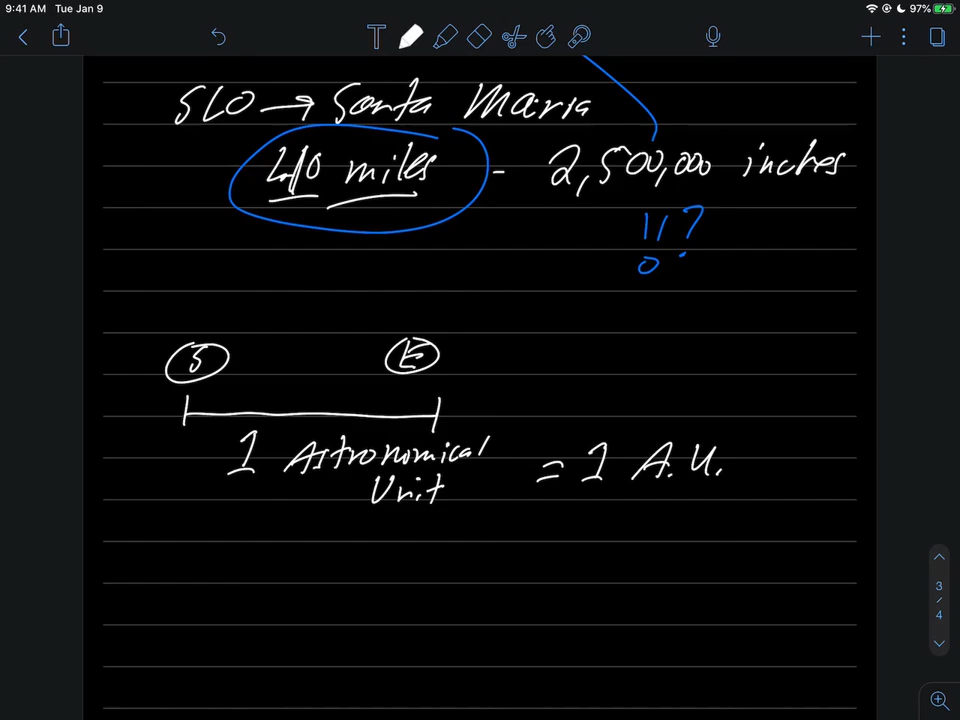 9:41 AM Tue Jan 9 97%
T
SLO → Santa Maria
40 miles - 2,500,000 inches
!!?
S E
1 Astronomical = 1 A.U.
Unit
3
/
4